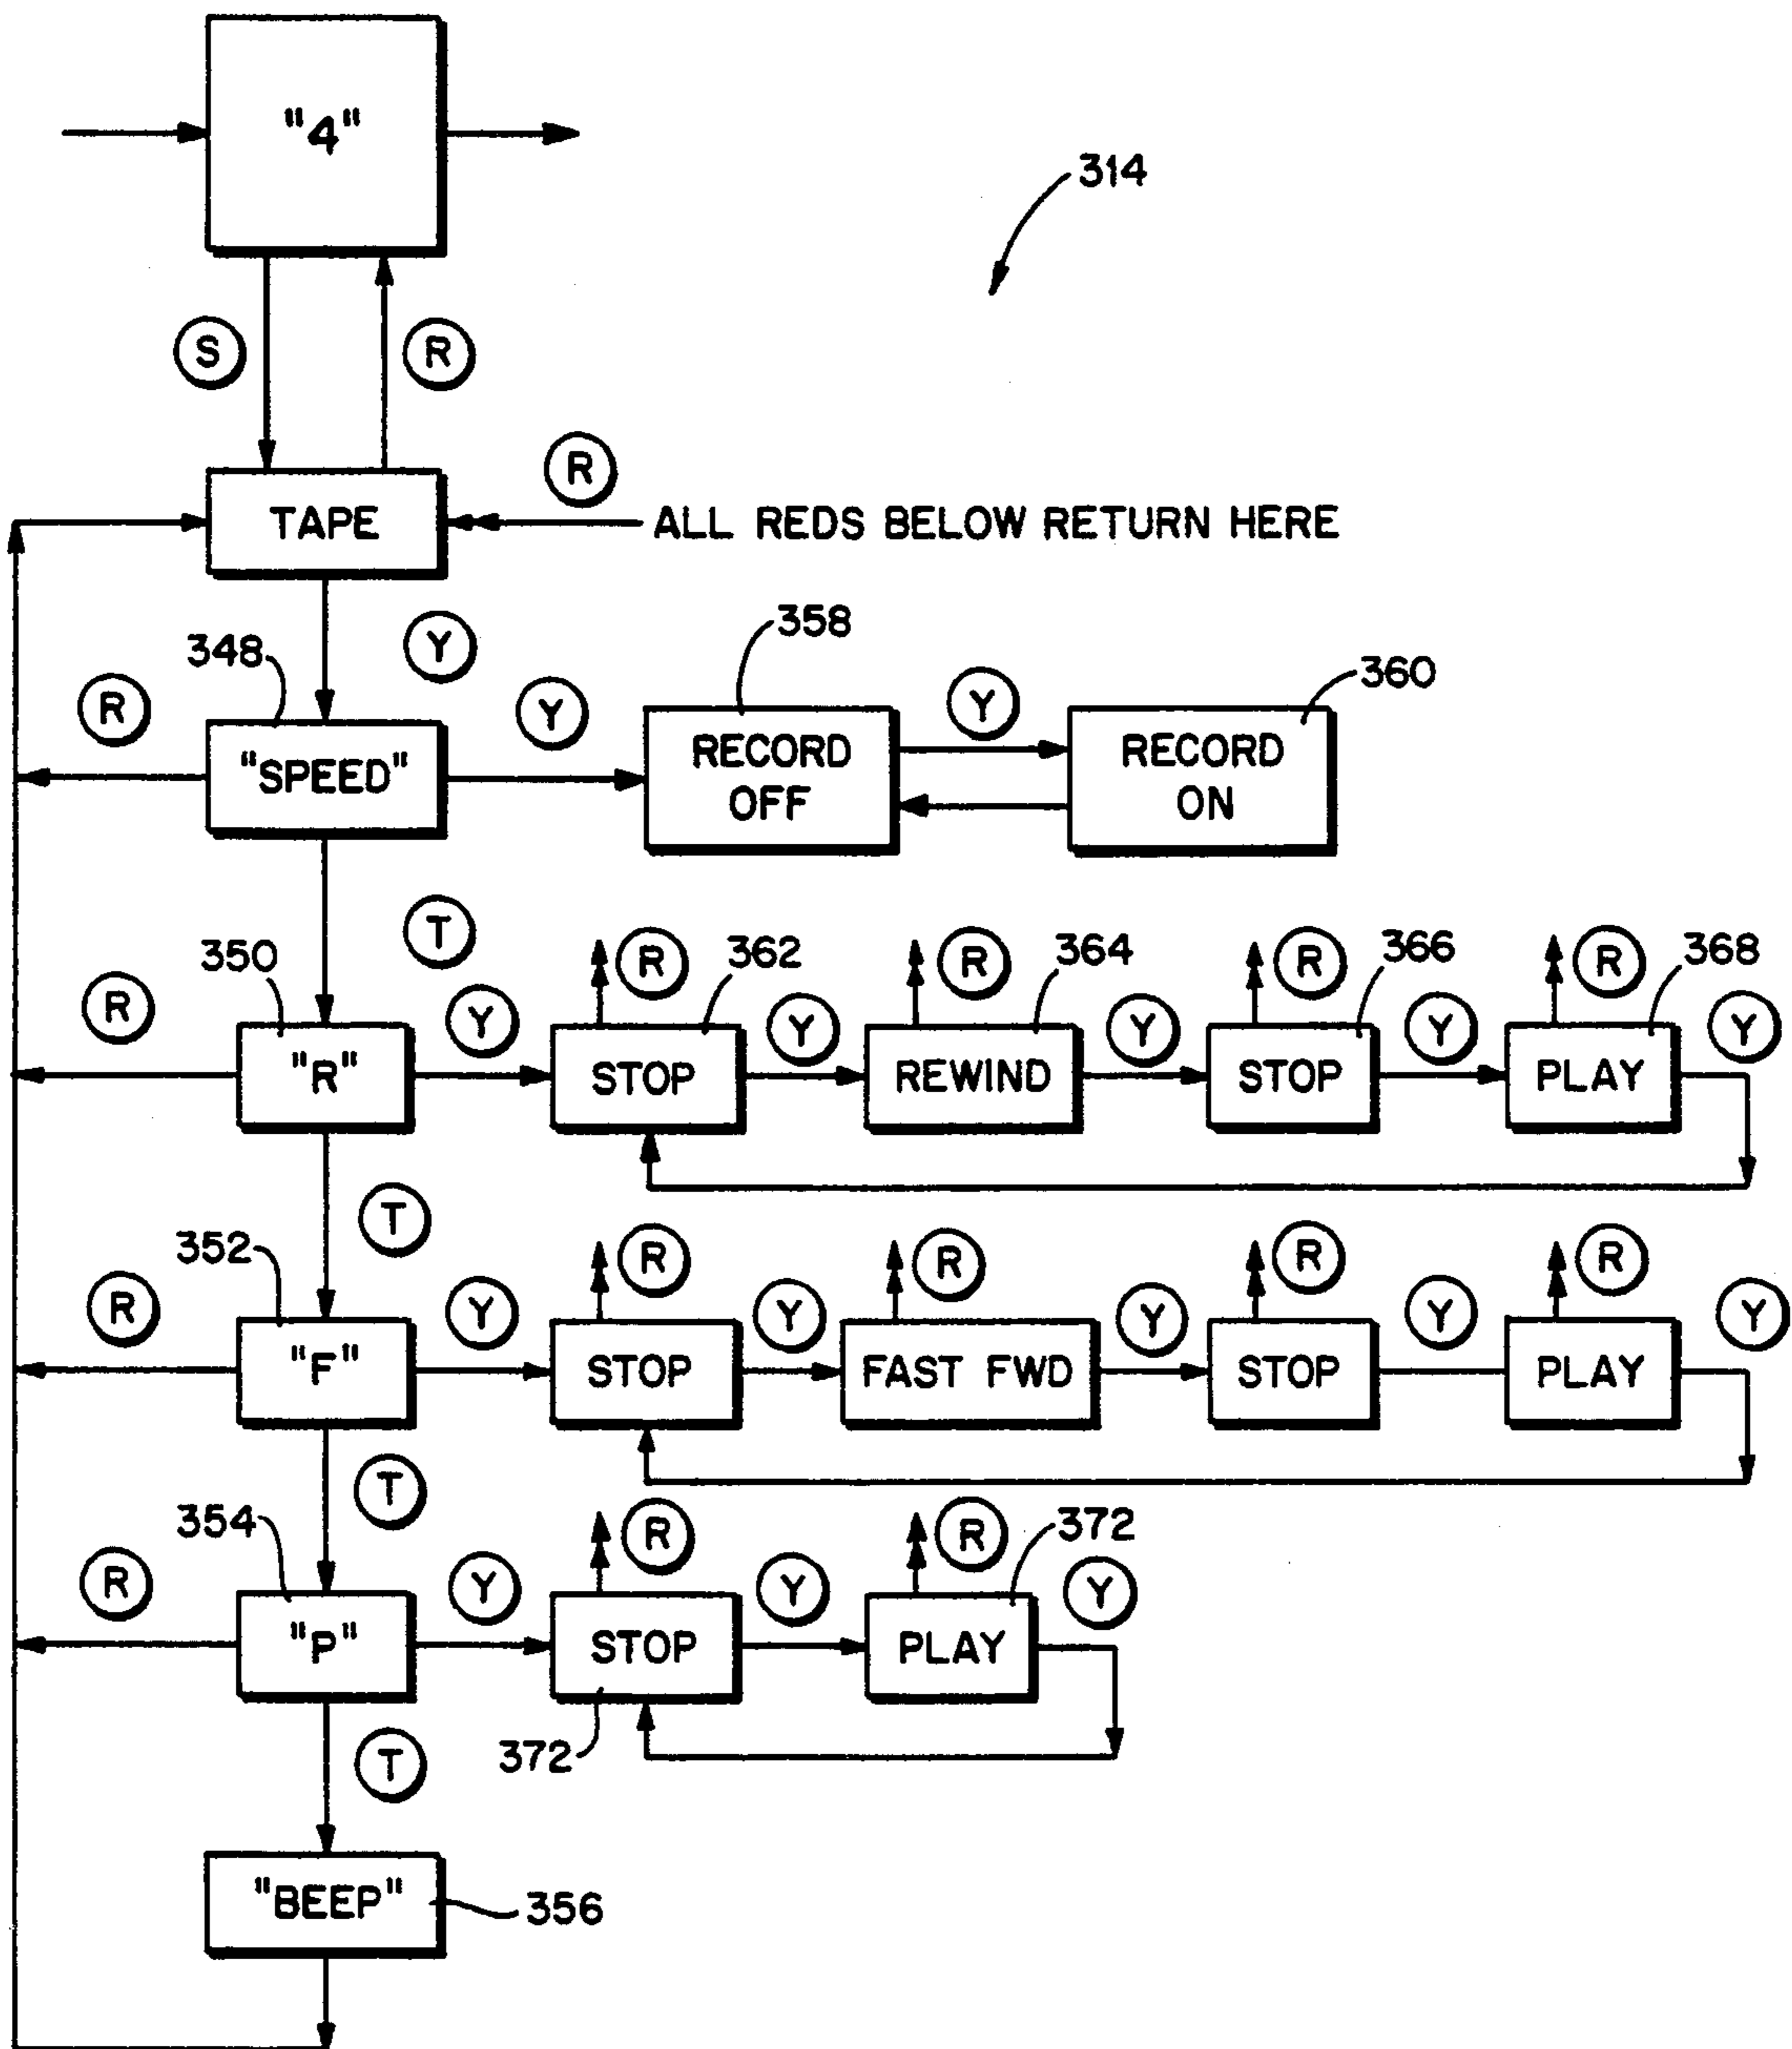 "4"
314
S R
R
TAPE
ALL REDS BELOW RETURN HERE
Y
348
358
360
R
Y
Y
"SPEED"
RECORD
OFF
RECORD
ON
T
350
R 362
R 364
R 366
R 368
R
Y
Y
Y
Y
Y
"R"
STOP
REWIND
STOP
PLAY
T
352
R
R
R
R
R
Y
Y
Y
Y
Y
"F"
STOP
FAST FWD
STOP
PLAY
T
354
R
R
372
R
Y
Y
Y
"P"
STOP
PLAY
372
T
"BEEP"
356